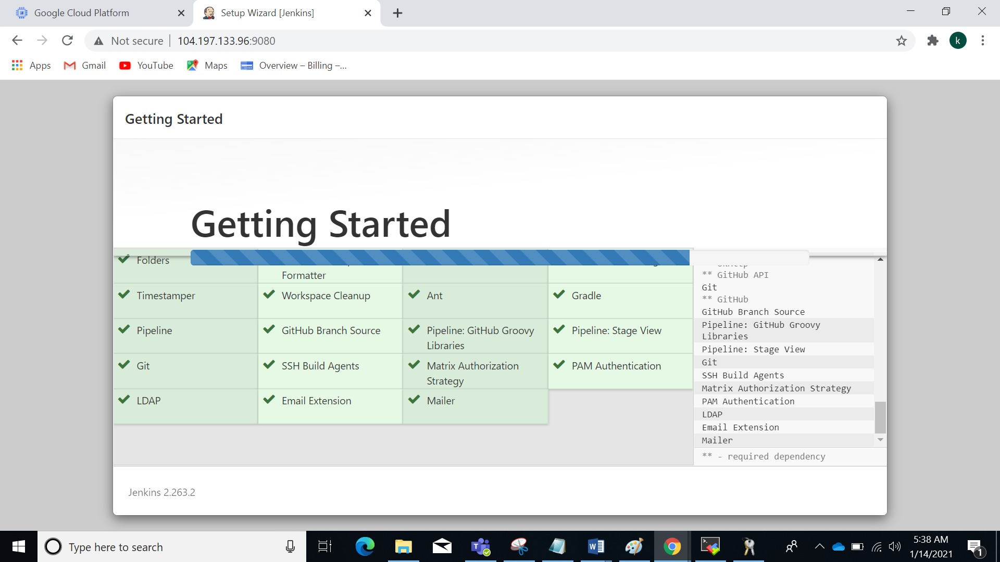 Google Cloud Platform
Setup Wizard [Jenkins]
Not secure
104.197.133.96:9080
k
Apps
Gmail
YouTube
Maps
Overview – Billing –...
Getting Started
Getting Started
Folders
Formatter
Timestamper
Workspace Cleanup
Ant
Gradle
Pipeline
GitHub Branch Source
Pipeline: GitHub Groovy
Libraries
Pipeline: Stage View
Git
SSH Build Agents
Matrix Authorization
Strategy
PAM Authentication
LDAP
Email Extension
Mailer
** GitHub API
Git
** GitHub
GitHub Branch Source
Pipeline: GitHub Groovy
Libraries
Pipeline: Stage View
Git
SSH Build Agents
Matrix Authorization Strategy
PAM Authentication
LDAP
Email Extension
Mailer
** - required dependency
Jenkins 2.263.2
Type here to search
5:38 AM
1/14/2021
1